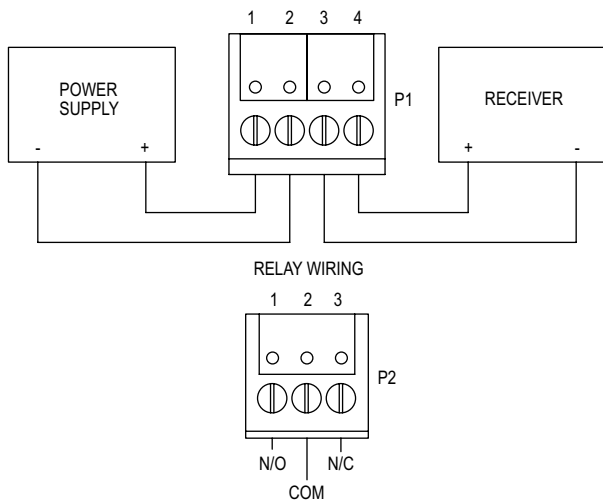 1 2 3 4
POWER
SUPPLY
- +
P1
RECEIVER
+ -
RELAY WIRING
1 2 3
P2
N/O N/C
COM